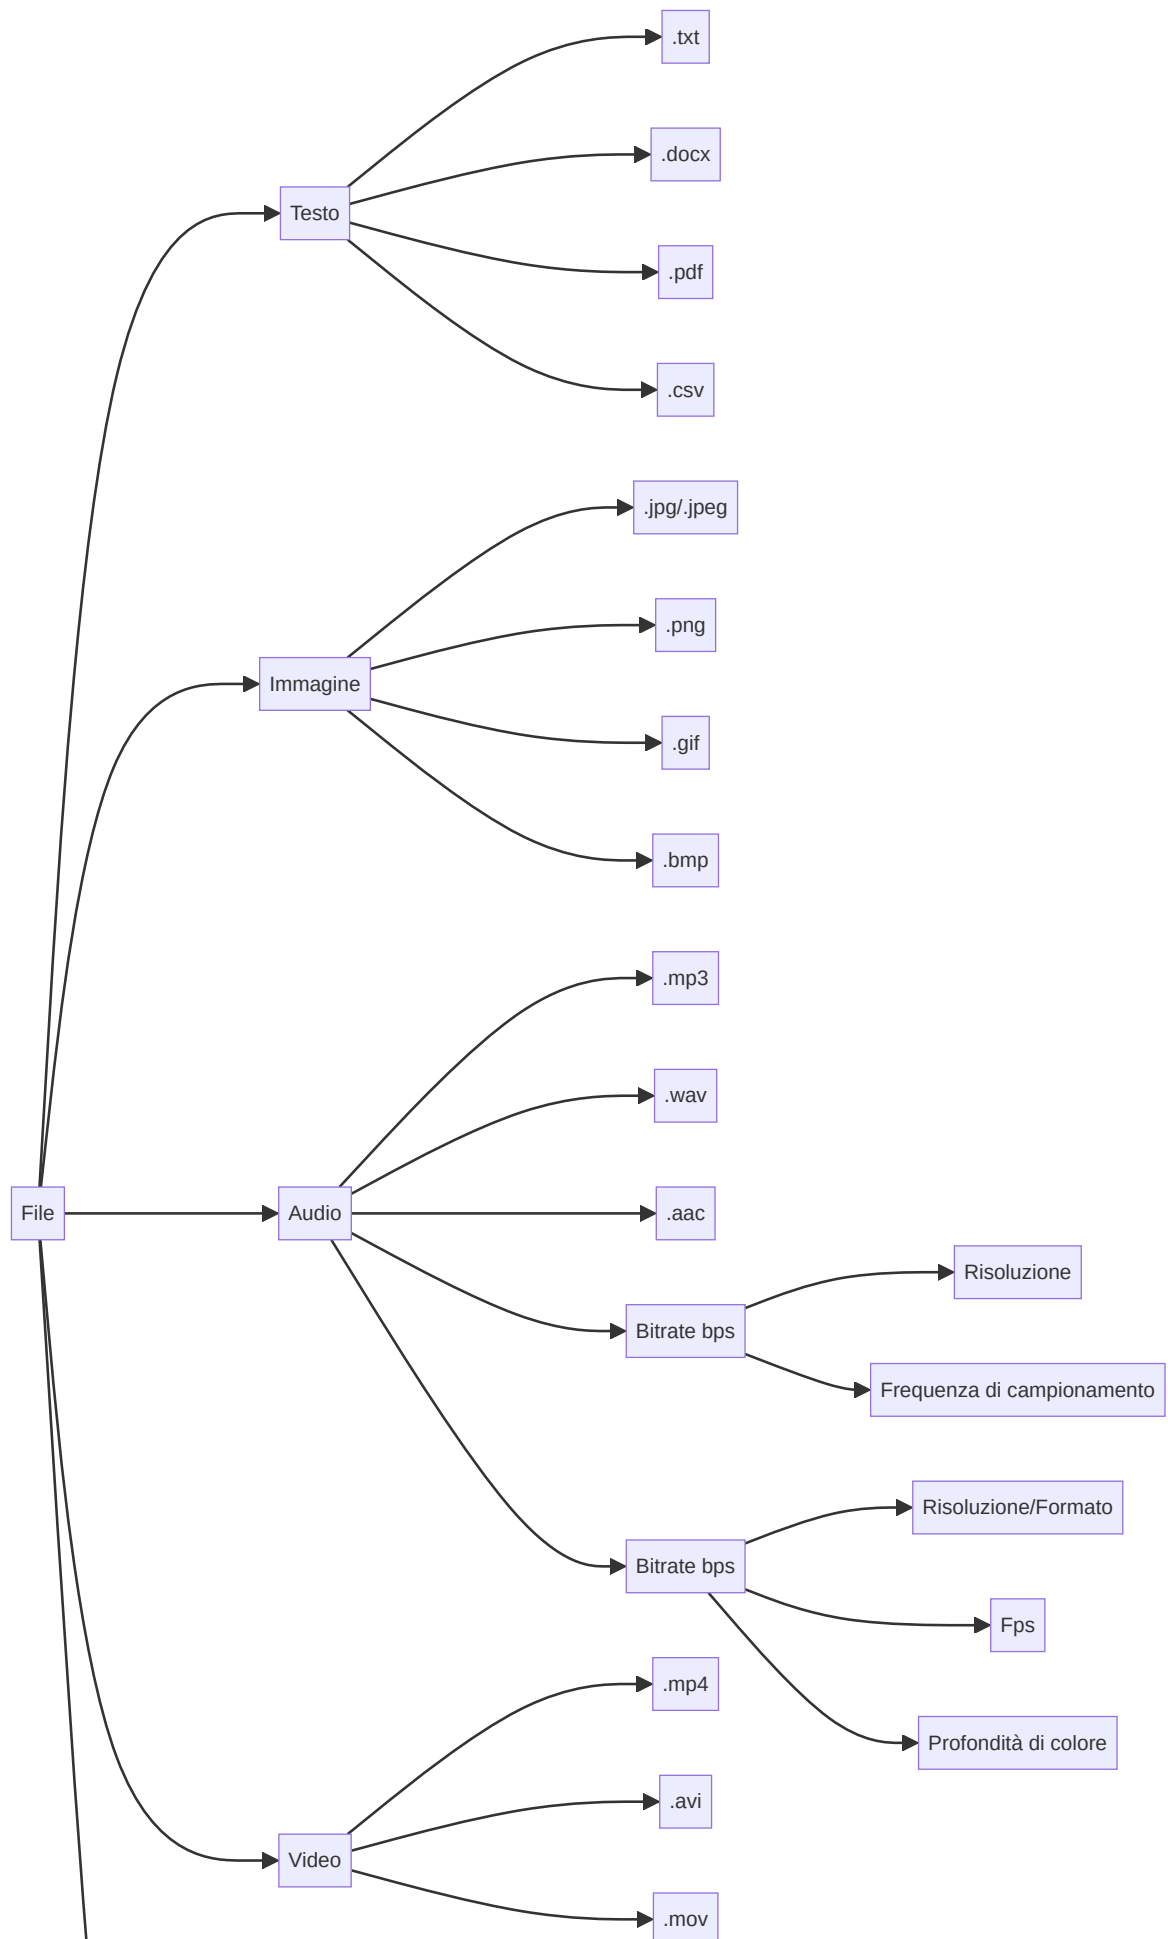 .txt
.docx
Testo
.pdf
.csv
.jpg/.jpeg
.png
Immagine
.gif
.bmp
.mp3
.wav
File
Audio
.aac
Risoluzione
Bitrate bps
Frequenza di campionamento
Risoluzione/Formato
Bitrate bps
Fps
.mp4
Profondità di colore
.avi
Video
.mov